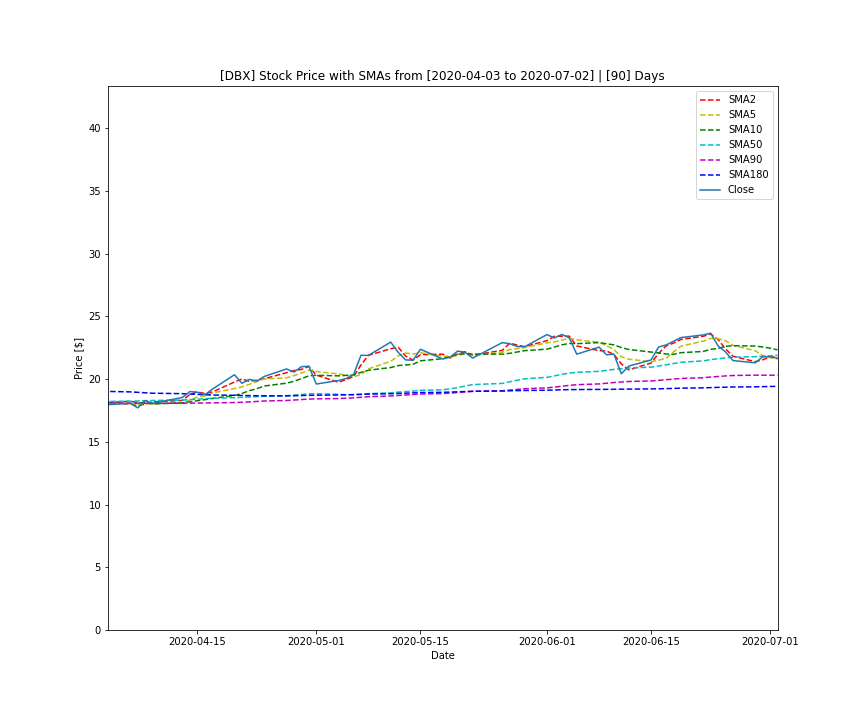 [DBX] Stock Price with SMAs from [2020-04-03 to 2020-07-02] | [90] Days
SMA2
SMA5
SMA10
SMA50
SMA90
SMA180
Close
40
35
30
25
20
15
10
5
0
Price [$]
2020-04-15 2020-05-01 2020-05-15 2020-06-01 2020-06-15 2020-07-01
Date